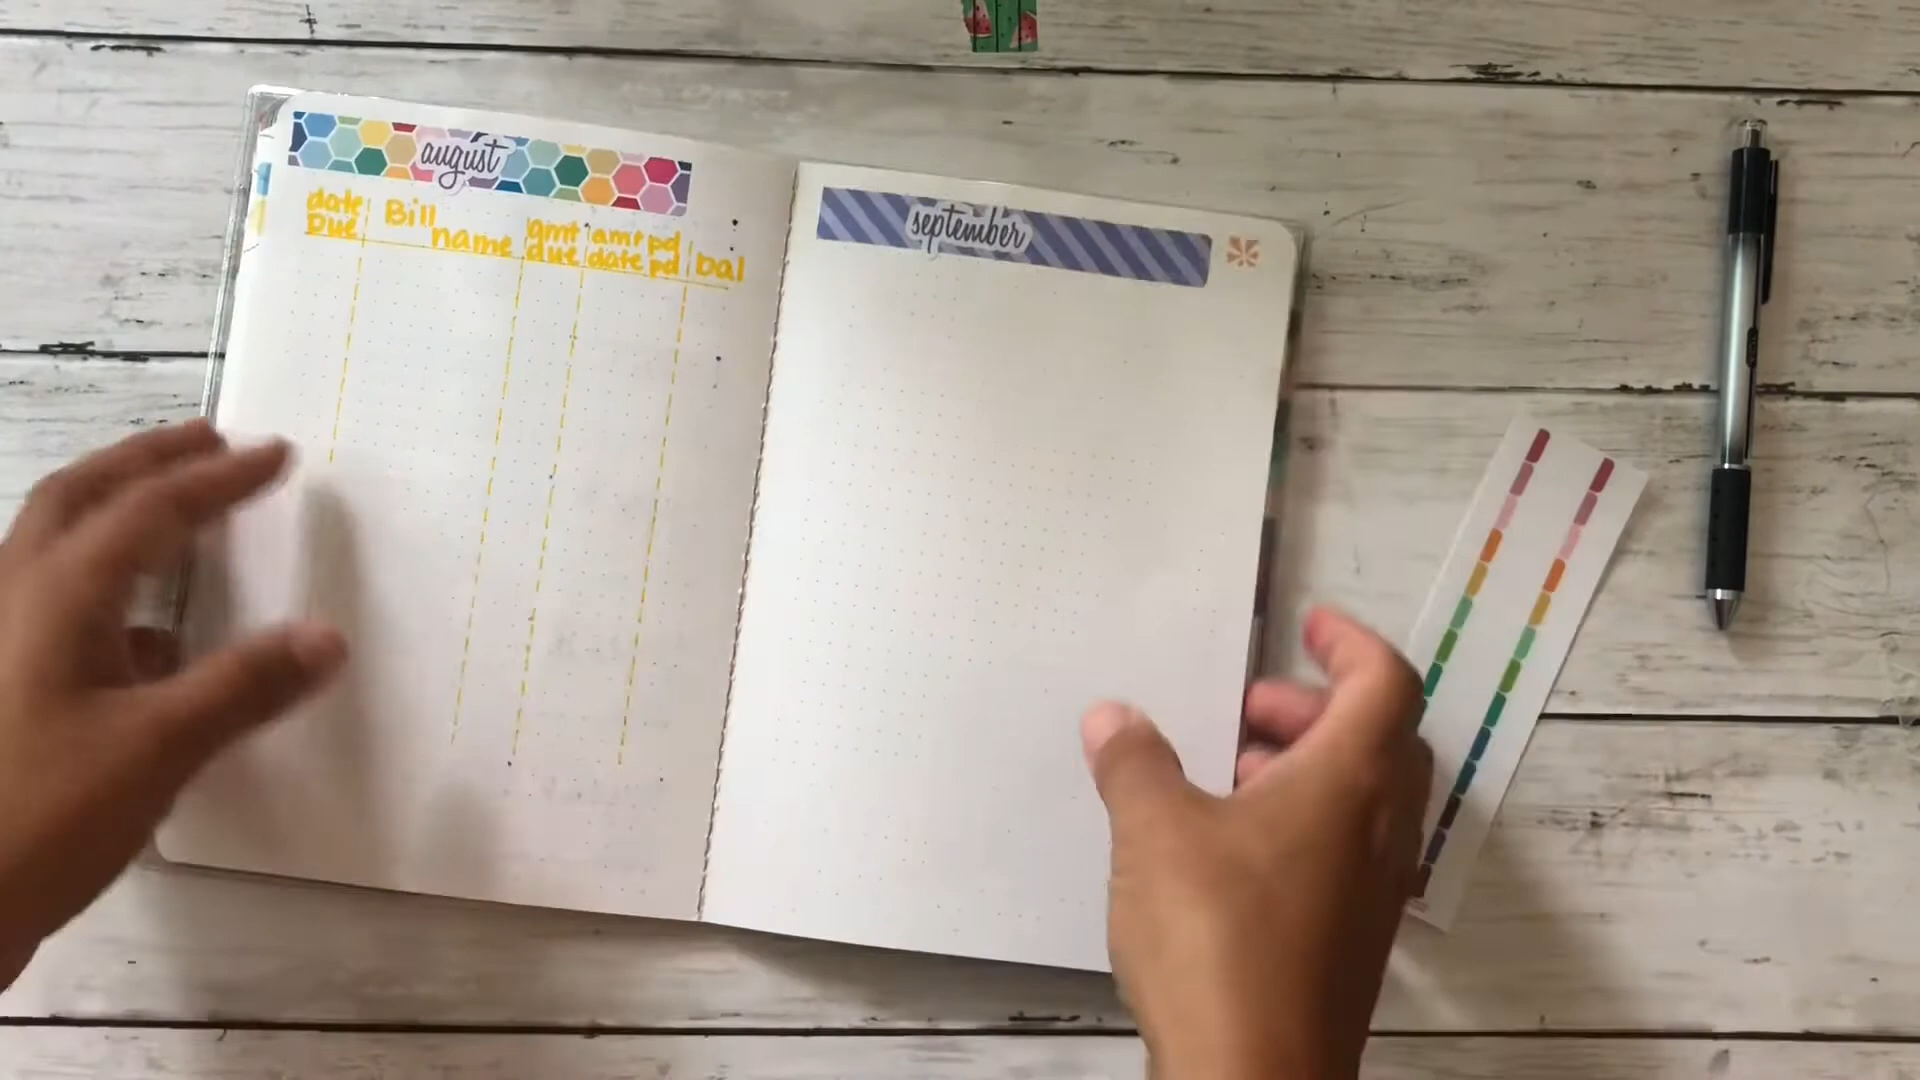 august
date Due
Bill name
amt due
amt pd date pd
bal
september